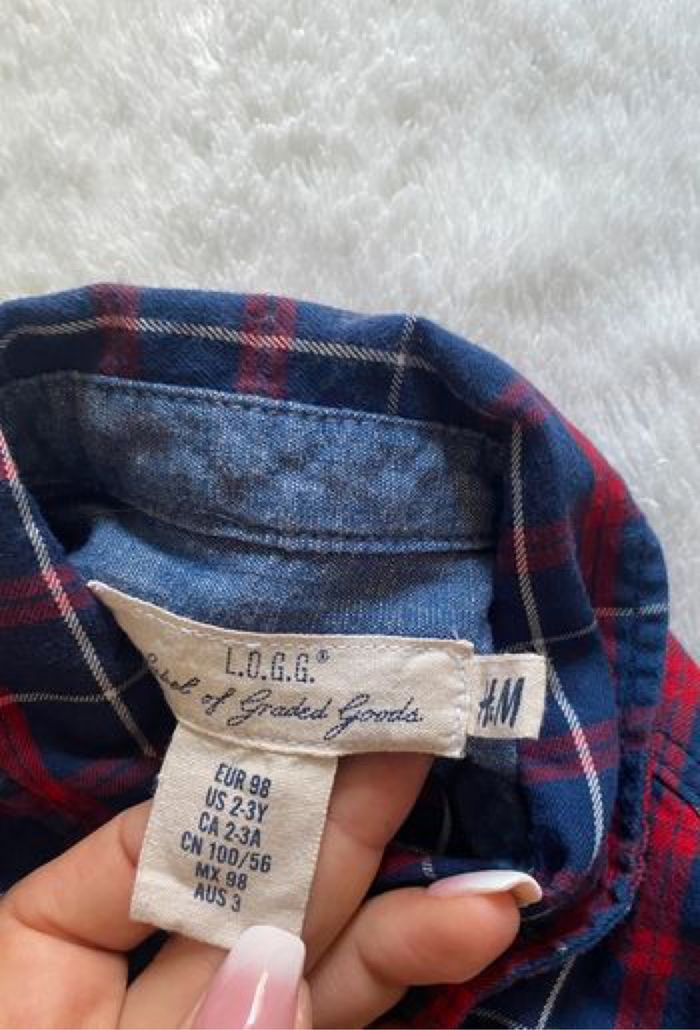 L.O.G.G.®
Label of Graded Goods.
H&M
EUR 98
US 2-3Y
CA 2-3A
CN 100/56
MX 98
AUS 3